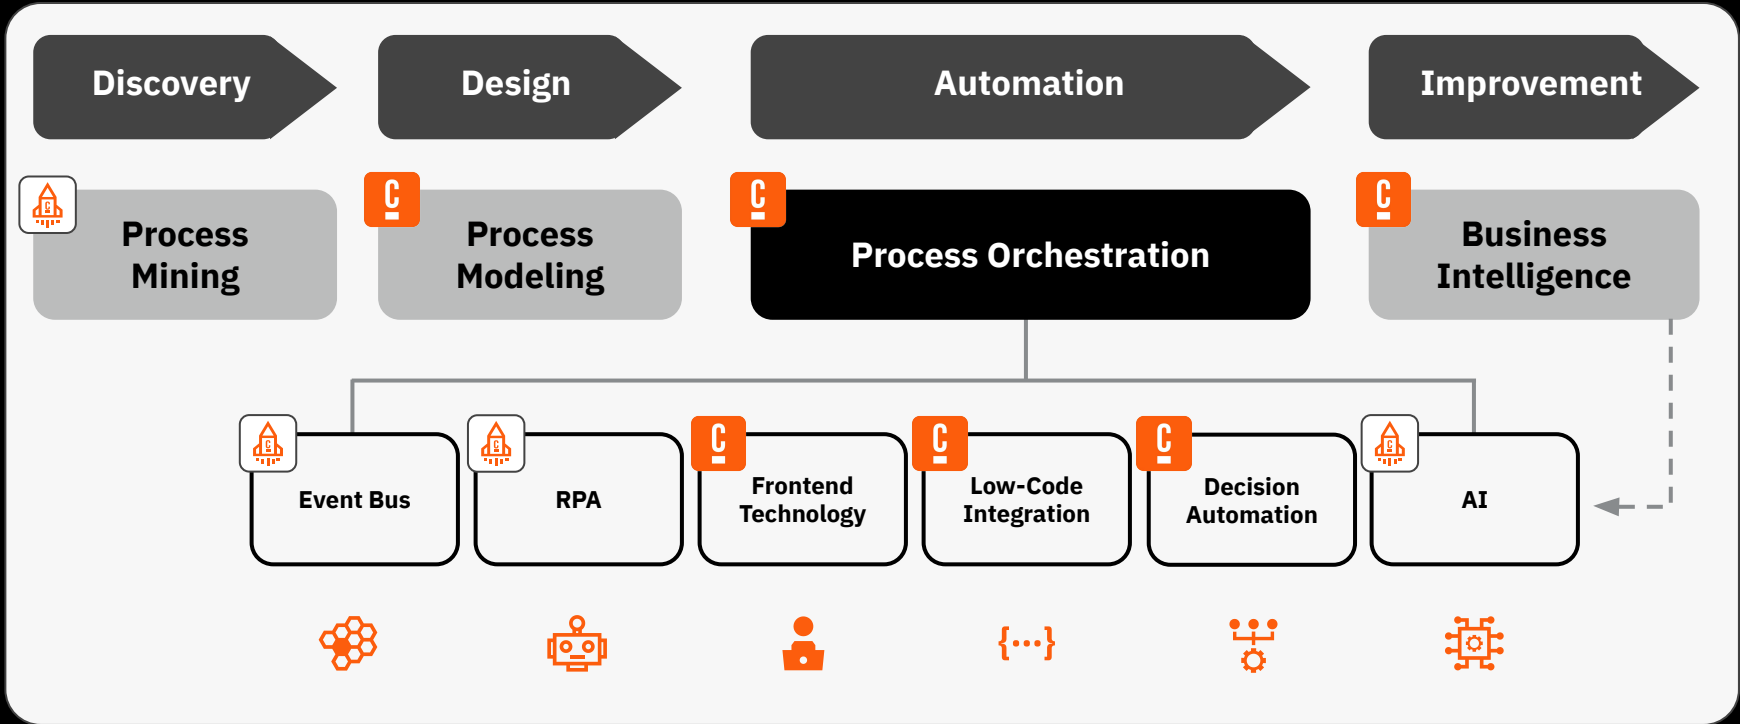 Discovery
Design
Automation
Improvement
C
Process
Mining
C
Process
Modeling
C
Process Orchestration
C
Business
Intelligence
C
Event Bus
C
RPA
C
Frontend
Technology
C
Low-Code
Integration
C
Decision
Automation
C
AI
{...}